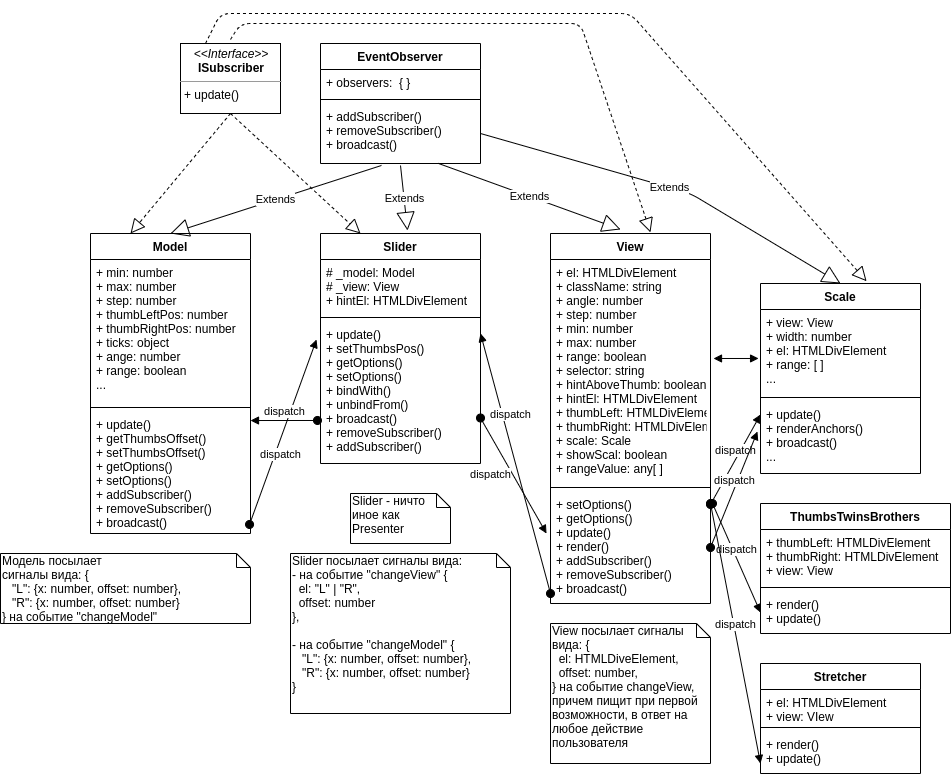 <<Interface>>
ISubscriber
+ update()
EventObserver
+ observers:  { }
+ addSubscriber()
+ removeSubscriber()
+ broadcast()
Extends
Extends
Extends
Extends
Model
+ min: number
+ max: number
+ step: number
+ thumbLeftPos: number
+ thumbRightPos: number
+ ticks: object
+ ange: number
+ range: boolean
...
+ update()
+ getThumbsOffset()
+ setThumbsOffset()
+ getOptions()
+ setOptions()
+ addSubscriber()
+ removeSubscriber()
+ broadcast()
dispatch
dispatch
Slider
# _model: Model
# _view: View
+ hintEl: HTMLDivElement
+ update()
+ setThumbsPos()
+ getOptions()
+ setOptions()
+ bindWith()
+ unbindFrom()
+ broadcast()
+ removeSubscriber()
+ addSubscriber()
dispatch
dispatch
View
+ el: HTMLDivElement
+ className: string
+ angle: number
+ step: number
+ min: number
+ max: number
+ range: boolean
+ selector: string
+ hintAboveThumb: boolean
+ hintEl: HTMLDivElement
+ thumbLeft: HTMLDivEleme
+ thumbRight: HTMLDivElem
+ scale: Scale
+ showScal: boolean
+ rangeValue: any[ ]
+ setOptions()
+ getOptions()
+ update()
+ render()
+ addSubscriber()
+ removeSubscriber()
+ broadcast()
Scale
+ view: View
+ width: number
+ el: HTMLDivElement
+ range: [ ]
...
+ update()
+ renderAnchors()
+ broadcast()
...
dispatch
dispatch
dispatch
dispatch
ThumbsTwinsBrothers
+ thumbLeft: HTMLDivElement
+ thumbRight: HTMLDivElement
+ view: View
+ render()
+ update()
Stretcher
+ el: HTMLDivElement
+ view: VIew
+ render()
+ update()
Модель посылает
сигналы вида: {
"L": {x: number, offset: number},
"R": {x: number, offset: number}
} на событие "changeModel"
Slider - ничто
иное как
Presenter
Slider посылает сигналы вида:
- на событие "changeView" {
el: "L" | "R",
offset: number
},
- на событие "changeModel" {
"L": {x: number, offset: number},
"R": {x: number, offset: number}
}
View посылает сигналы
вида: {
el: HTMLDiveElement,
offset: number,
} на событие changeView,
причем пищит при первой
возможности, в ответ на
любое действие
пользователя